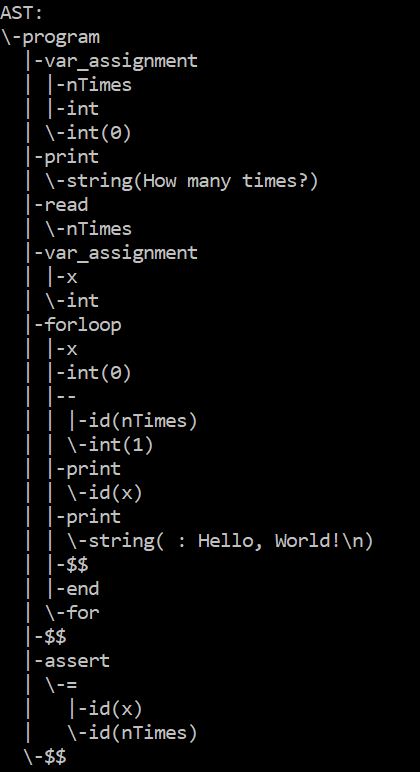 AST:
\-program
  |-var_assignment
  | |-nTimes
  | |-int
  | \-int(0)
  |-print
  | \-string(How many times?)
  |-read
  | \-nTimes
  |-var_assignment
  | |-x
  | \-int
  |-forloop
  | |-x
  | |-int(0)
  | |--
  | | |-id(nTimes)
  | | \-int(1)
  | |-print
  | | \-id(x)
  | |-print
  | | \-string( : Hello, World!\n)
  | |-$$
  | |-end
  | \-for
  |-$$
  |-assert
  | \-=
  |   |-id(x)
  |   \-id(nTimes)
  \-$$